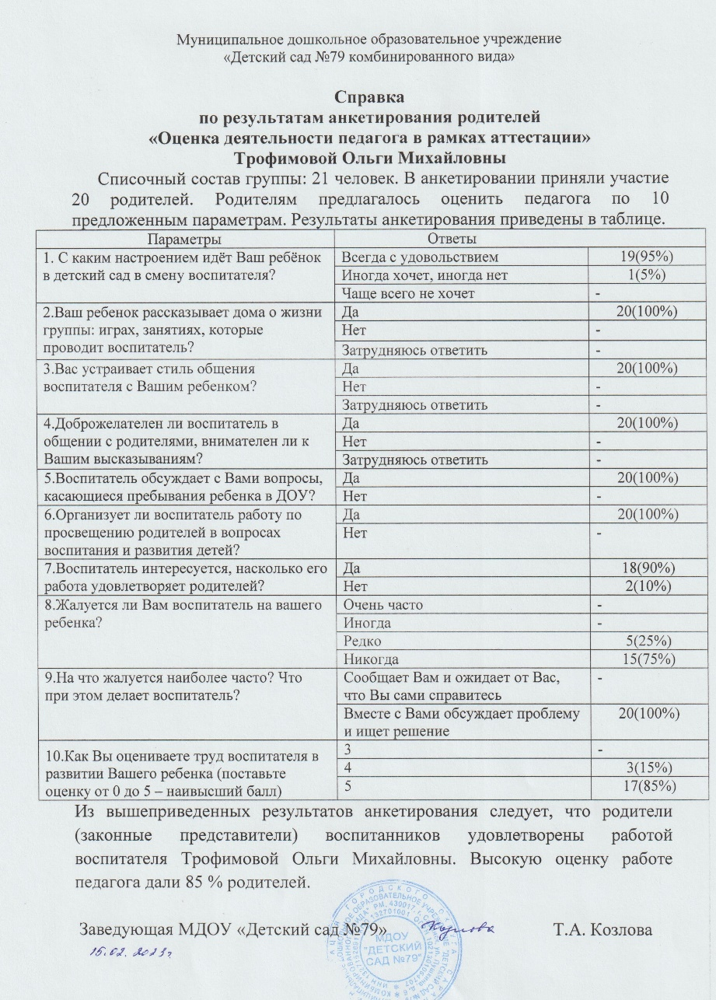 Муниципальное дошкольное образовательное учреждение
«Детский сад №79 комбинированного вида»
Справка
по результатам анкетирования родителей
«Оценка деятельности педагога в рамках аттестации»
Трофимовой Ольги Михайловны
Списочный состав группы: 21 человек. В анкетировании приняли участие
20 родителей. Родителям предлагалось оценить педагога по 10
предложенным параметрам. Результаты анкетирования приведены в таблице.
Параметры Ответы
1. С каким настроением идёт Ваш ребёнок
в детский сад в смену воспитателя?
Всегда с удовольствием 19(95%)
Иногда хочет, иногда нет 1(5%)
Чаще всего не хочет -
2.Ваш ребенок рассказывает дома о жизни
группы: играх, занятиях, которые
проводит воспитатель?
Да 20(100%)
Нет -
Затрудняюсь ответить -
3.Вас устраивает стиль общения
воспитателя с Вашим ребенком?
Да 20(100%)
Нет -
Затрудняюсь ответить -
4.Доброжелателен ли воспитатель в
общении с родителями, внимателен ли к
Вашим высказываниям?
Да 20(100%)
Нет -
Затрудняюсь ответить -
5.Воспитатель обсуждает с Вами вопросы,
касающиеся пребывания ребенка в ДОУ?
Да 20(100%)
Нет -
6.Организует ли воспитатель работу по
просвещению родителей в вопросах
воспитания и развития детей?
Да 20(100%)
Нет -
7.Воспитатель интересуется, насколько его
работа удовлетворяет родителей?
Да 18(90%)
Нет 2(10%)
8.Жалуется ли Вам воспитатель на вашего
ребенка?
Очень часто -
Иногда -
Редко 5(25%)
Никогда 15(75%)
9.На что жалуется наиболее часто? Что
при этом делает воспитатель?
Сообщает Вам и ожидает от Вас,
что Вы сами справитесь -
Вместе с Вами обсуждает проблему
и ищет решение 20(100%)
10.Как Вы оцениваете труд воспитателя в
развитии Вашего ребенка (поставьте
оценку от 0 до 5 – наивысший балл)
3 -
4 3(15%)
5 17(85%)
Из вышеприведенных результатов анкетирования следует, что родители
(законные представители) воспитанников удовлетворены работой
воспитателя Трофимовой Ольги Михайловны. Высокую оценку работе
педагога дали 85 % родителей.
Заведующая МДОУ «Детский сад №79» Козлова Т.А. Козлова
15.02.2023г
МДОУ
"ДЕТСКИЙ
САД №79"